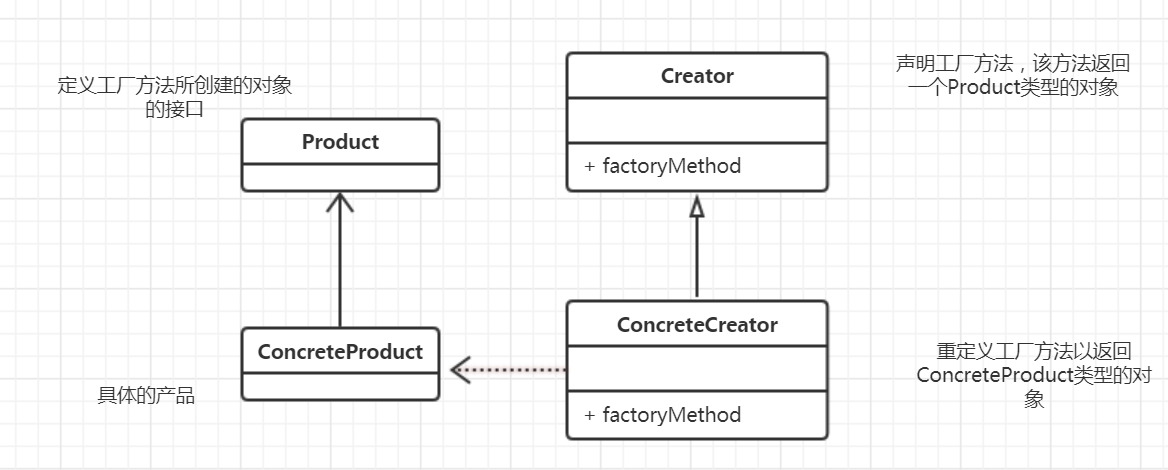 定义工厂方法所创建的对象
的接口
Product
Creator
+ factoryMethod
声明工厂方法，该方法返回
一个Product类型的对象
ConcreteProduct
具体的产品
ConcreteCreator
+ factoryMethod
重定义工厂方法以返回
ConcreteProduct类型的对
象